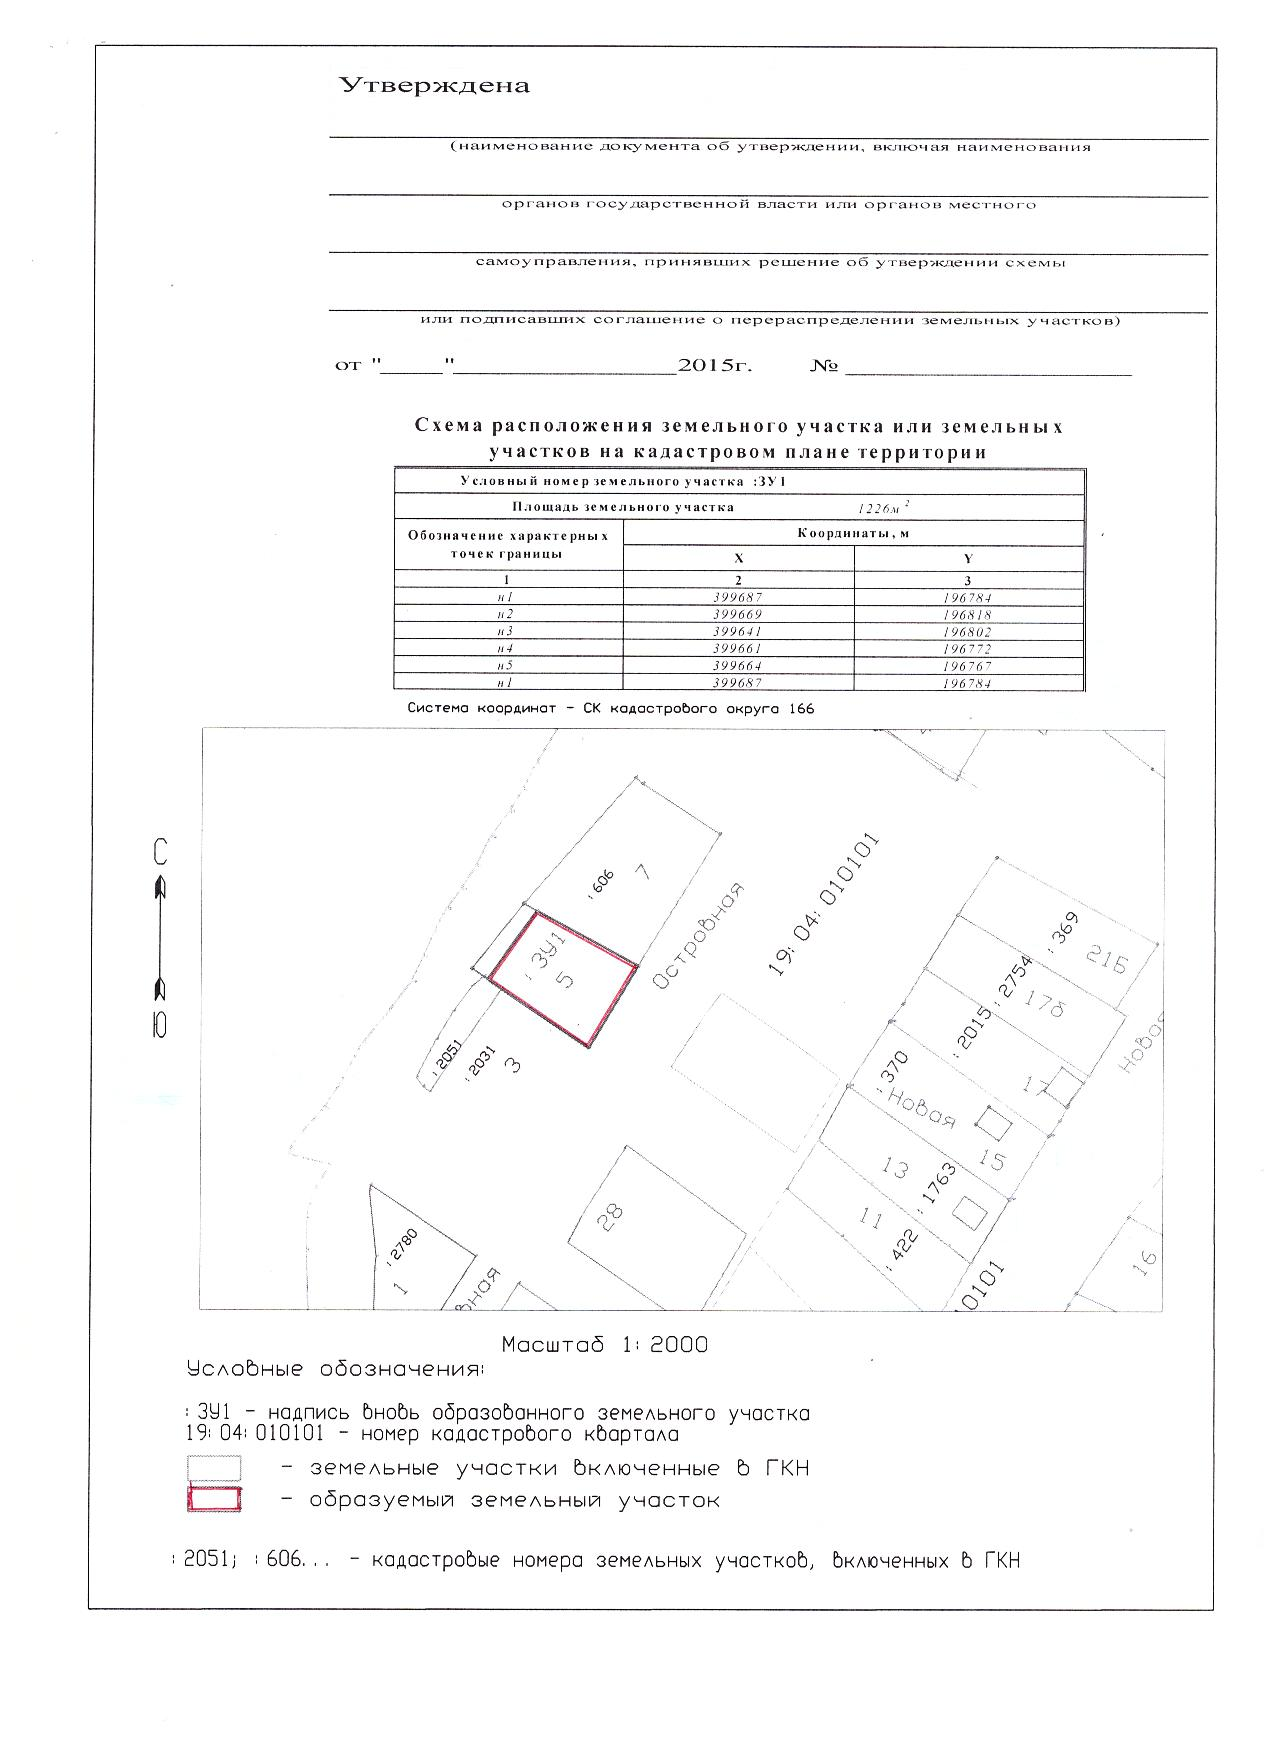 Утверждена
(наименование документа об утверждении, включая наименования
органов государственной власти или органов местного
самоуправления, принявших решение об утверждении схемы
или подписавших соглашение о перераспределении земельных участков)
от "______"______________________2015г. № ____________________________
Схема расположения земельного участка или земельных
участков на кадастровом плане территории
Условный номер земельного участка :ЗУ1
Площадь земельного участка 1226м²
Обозначение характерных точек границы Координаты, м
X Y
1 2 3
н1 399687 196784
н2 399669 196818
н3 399641 196802
н4 399661 196772
н5 399664 196767
н1 399687 196784
Система координат - СК кадастрового округа 166
С
Ю
:606
7
:ЗУ1
5
Островная
19:04:010101
:2051
:2031
3
:369
21Б
:2754
17б
:2015
17
Новая
:370
Новая
15
13
:1763
11
:422
28
:2780
1
вная
0101
16
Масштаб 1:2000
Условные обозначения:
:ЗУ1 - надпись вновь образованного земельного участка
19:04:010101 - номер кадастрового квартала
- земельные участки включенные в ГКН
- образуемый земельный участок
:2051; :606... - кадастровые номера земельных участков, включенных в ГКН